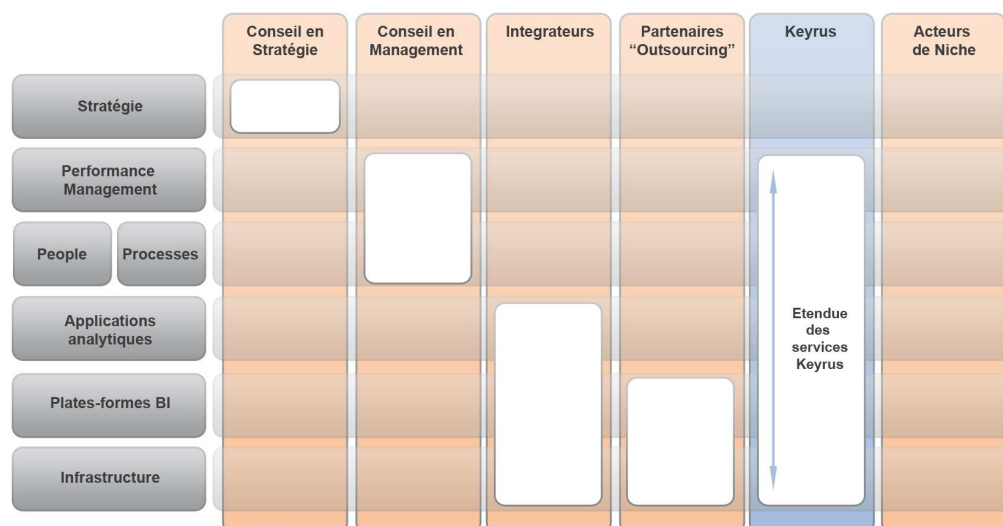 Conseil en
Stratégie
Conseil en
Management
Integrateurs
Partenaires
“Outsourcing”
Keyrus
Acteurs
de Niche
Stratégie
Performance
Management
People
Processes
Applications
analytiques
Plates-formes BI
Infrastructure
Etendue
des
services
Keyrus